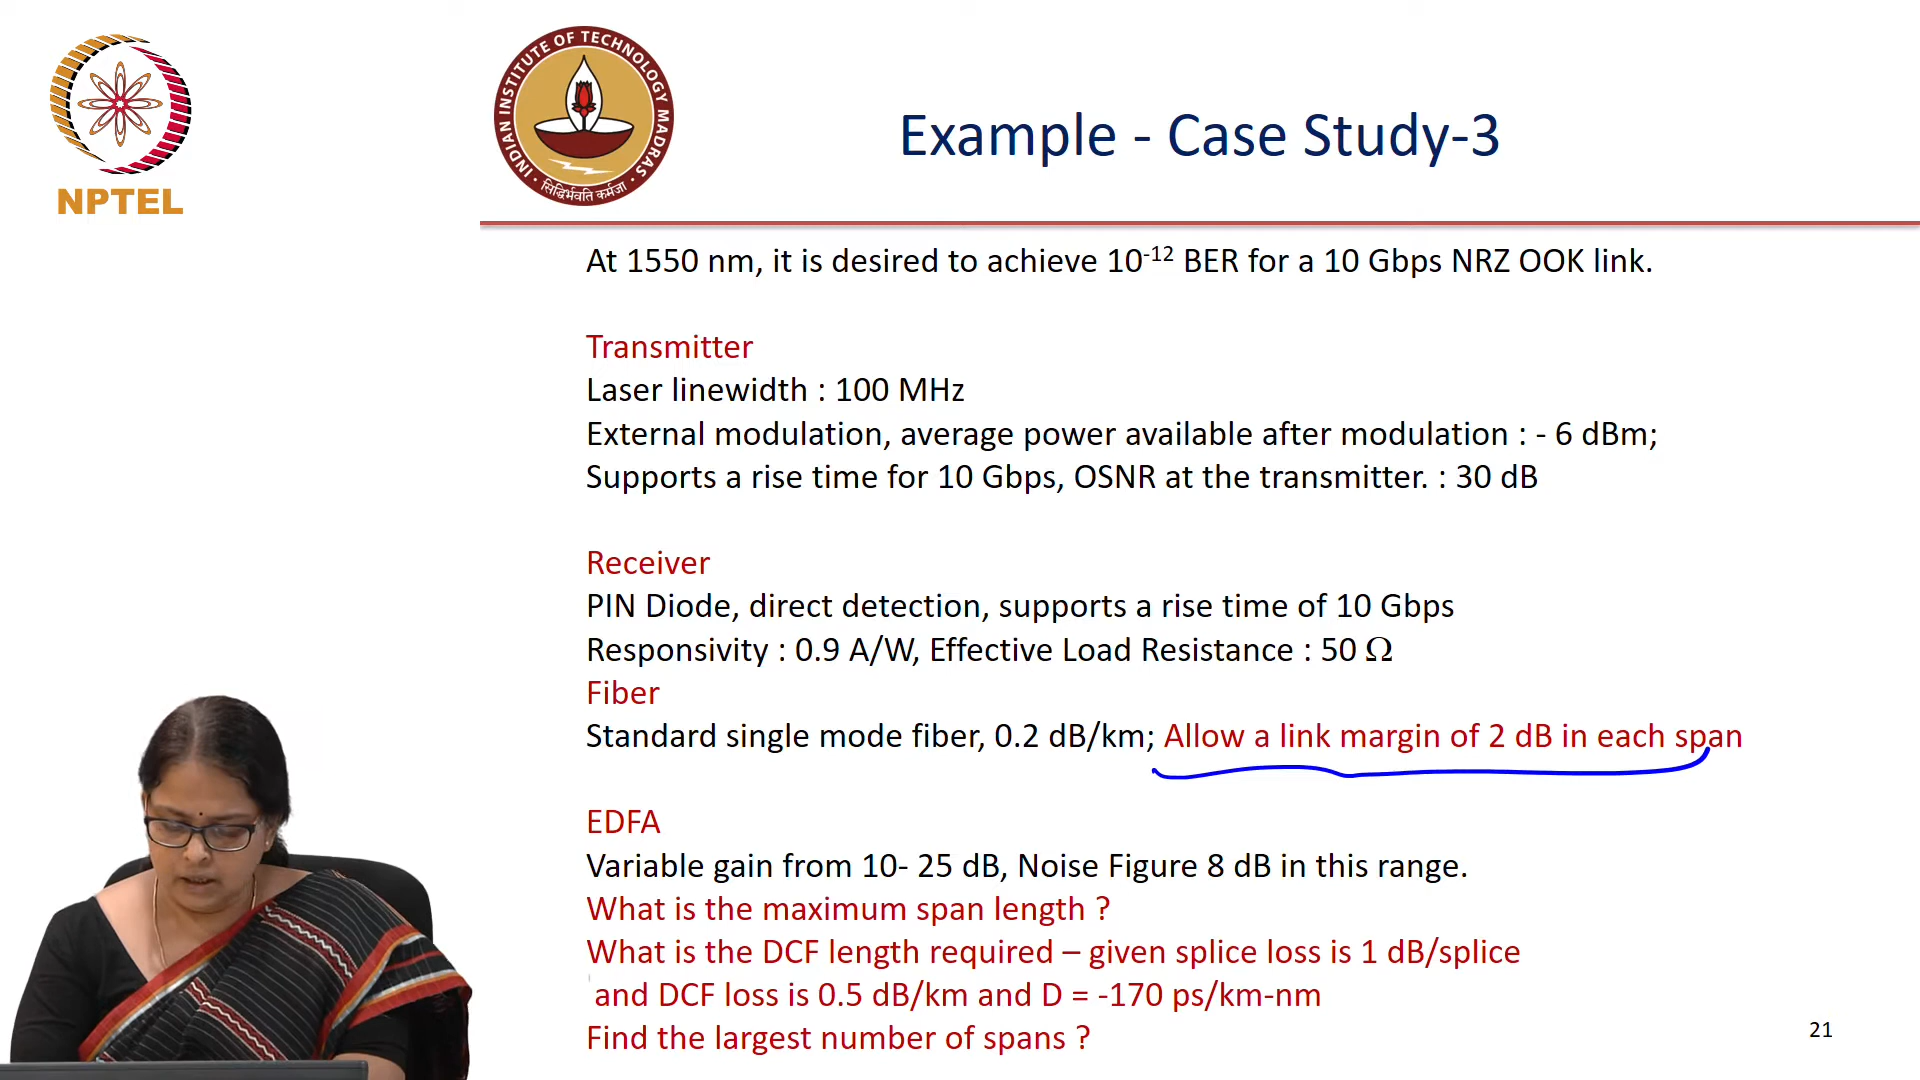 NPTEL
INDIAN INSTITUTE OF TECHNOLOGY MADRAS
सिद्धिर्भवति कर्मजा
Example - Case Study-3
At 1550 nm, it is desired to achieve 10⁻¹² BER for a 10 Gbps NRZ OOK link.
Transmitter
Laser linewidth : 100 MHz
External modulation, average power available after modulation : - 6 dBm;
Supports a rise time for 10 Gbps, OSNR at the transmitter. : 30 dB
Receiver
PIN Diode, direct detection, supports a rise time of 10 Gbps
Responsivity : 0.9 A/W, Effective Load Resistance : 50 Ω
Fiber
Standard single mode fiber, 0.2 dB/km; Allow a link margin of 2 dB in each span
EDFA
Variable gain from 10- 25 dB, Noise Figure 8 dB in this range.
What is the maximum span length ?
What is the DCF length required – given splice loss is 1 dB/splice
and DCF loss is 0.5 dB/km and D = -170 ps/km-nm
Find the largest number of spans ?
21